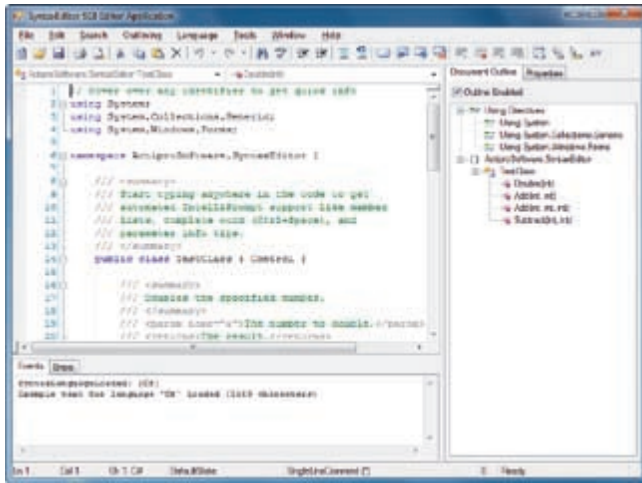 SyntaxEditor SDI Editor Application
File Edit Search Outlining Language Tools Window Help
ActiproSoftware.SyntaxEditor.TestClass Double(int)
Document Outline Properties
Outline Enabled
Using Directives
Using System
Using System.Collections.Generic
Using System.Windows.Forms
ActiproSoftware.SyntaxEditor
TestClass
Double(int)
Add(int, int)
Add(int, int, int)
Subtract(int, int)
1 // Hover over any identifier to get quick info
2 using System;
3 using System.Collections.Generic;
4 using System.Windows.Forms;
5
6 namespace ActiproSoftware.SyntaxEditor {
7
8 /// <summary>
9 /// Start typing anywhere in the code to get
10 /// automated IntelliPrompt support like member
11 /// lists, complete word (Ctrl+Space), and
12 /// parameter info tips.
13 /// </summary>
14 public class TestClass : Control {
15
16 /// <summary>
17 /// Doubles the specified number.
18 /// </summary>
19 /// <param name="x">The number to double.</param>
20 /// <returns>The result.</returns>
Events Errors
SyntaxLanguageLoaded: [C#]
Example text for language "C#" loaded
Ln 1 Col 1 Ch 1 C# DefaultState SingleLineComment Ready